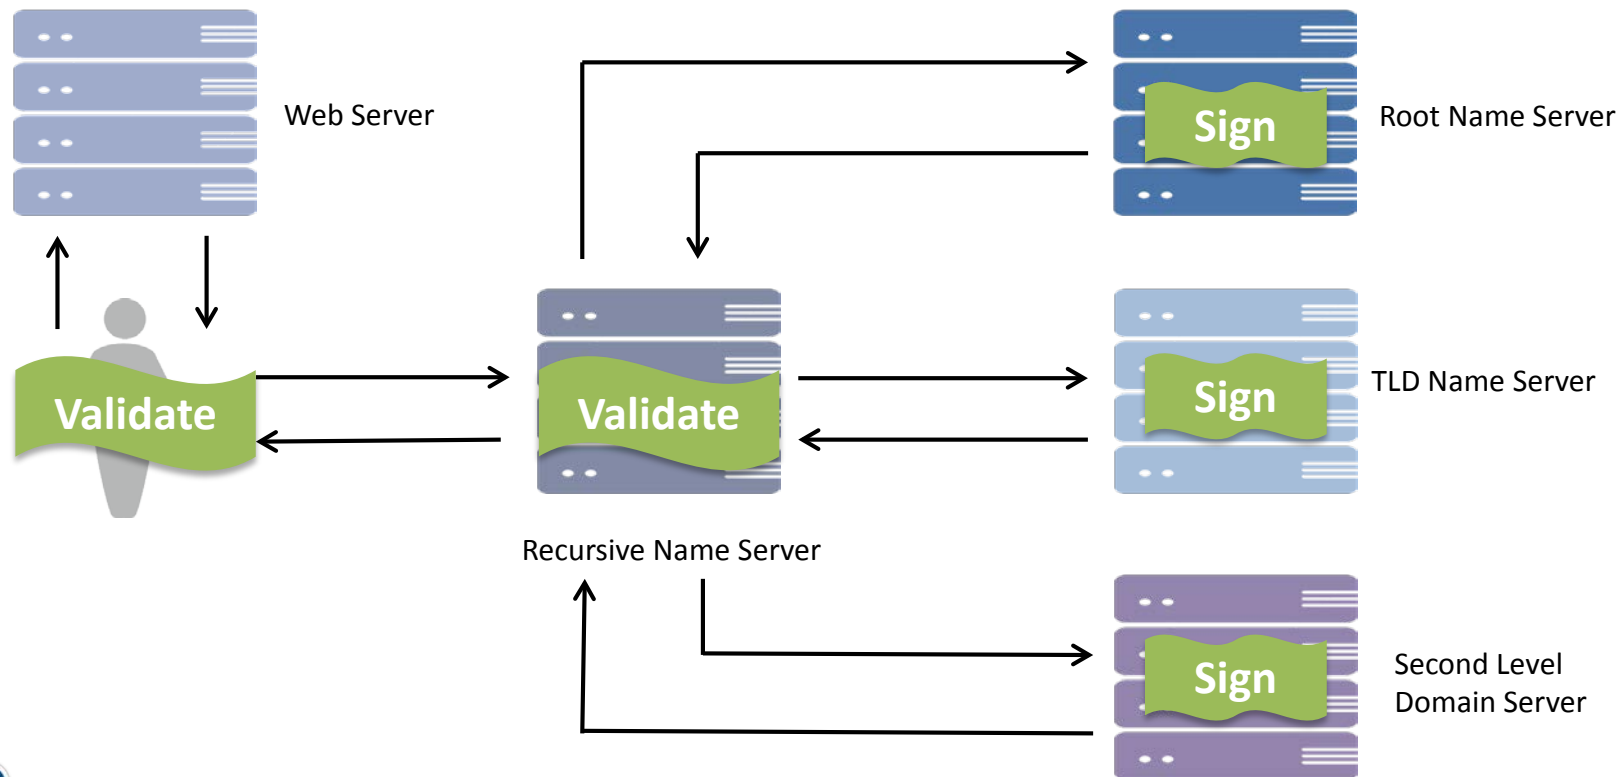 Web Server
Sign
Root Name Server
Validate
Validate
Sign
TLD Name Server
Recursive Name Server
Sign
Second Level
Domain Server